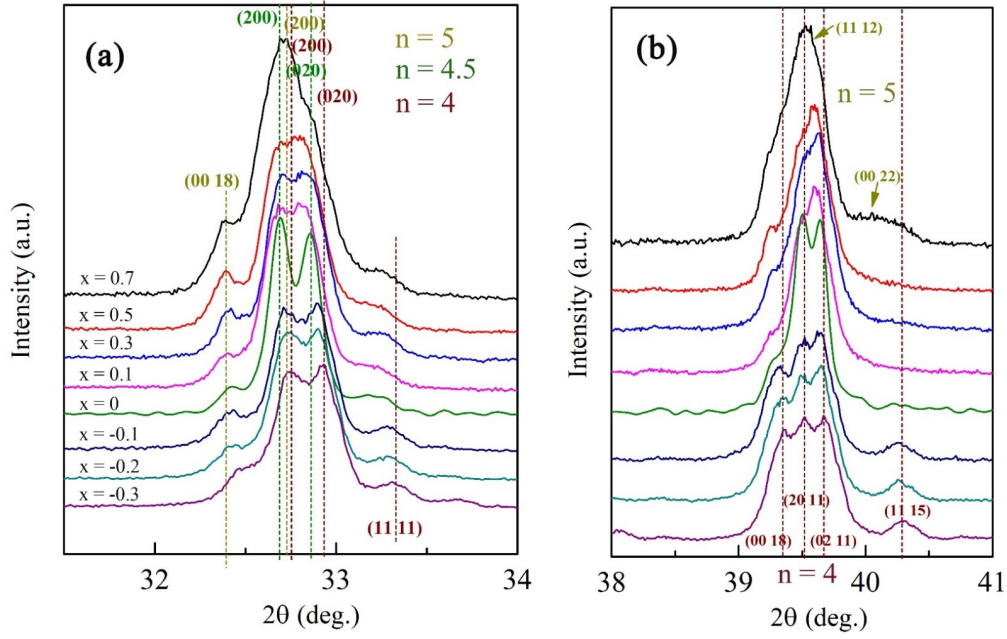 (a)
(200)
(200)
(200)
(020)
(020)
n = 5
n = 4.5
n = 4
(00 18)
x = 0.7
x = 0.5
x = 0.3
x = 0.1
x = 0
x = -0.1
x = -0.2
x = -0.3
(11 11)
Intensity (a.u.)
32
33
34
2θ (deg.)
(b)
(11 12)
n = 5
(00 22)
(20 11)
(11 15)
(00 18)
(02 11)
n = 4
Intensity (a.u.)
38
39
40
41
2θ (deg.)